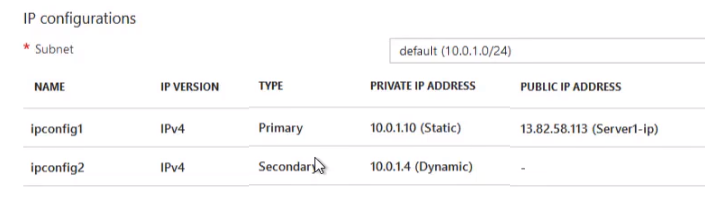 IP configurations
* Subnet default (10.0.1.0/24)
NAME IP VERSION TYPE PRIVATE IP ADDRESS PUBLIC IP ADDRESS
ipconfig1 IPv4 Primary 10.0.1.10 (Static) 13.82.58.113 (Server1-ip)
ipconfig2 IPv4 Secondary 10.0.1.4 (Dynamic) -